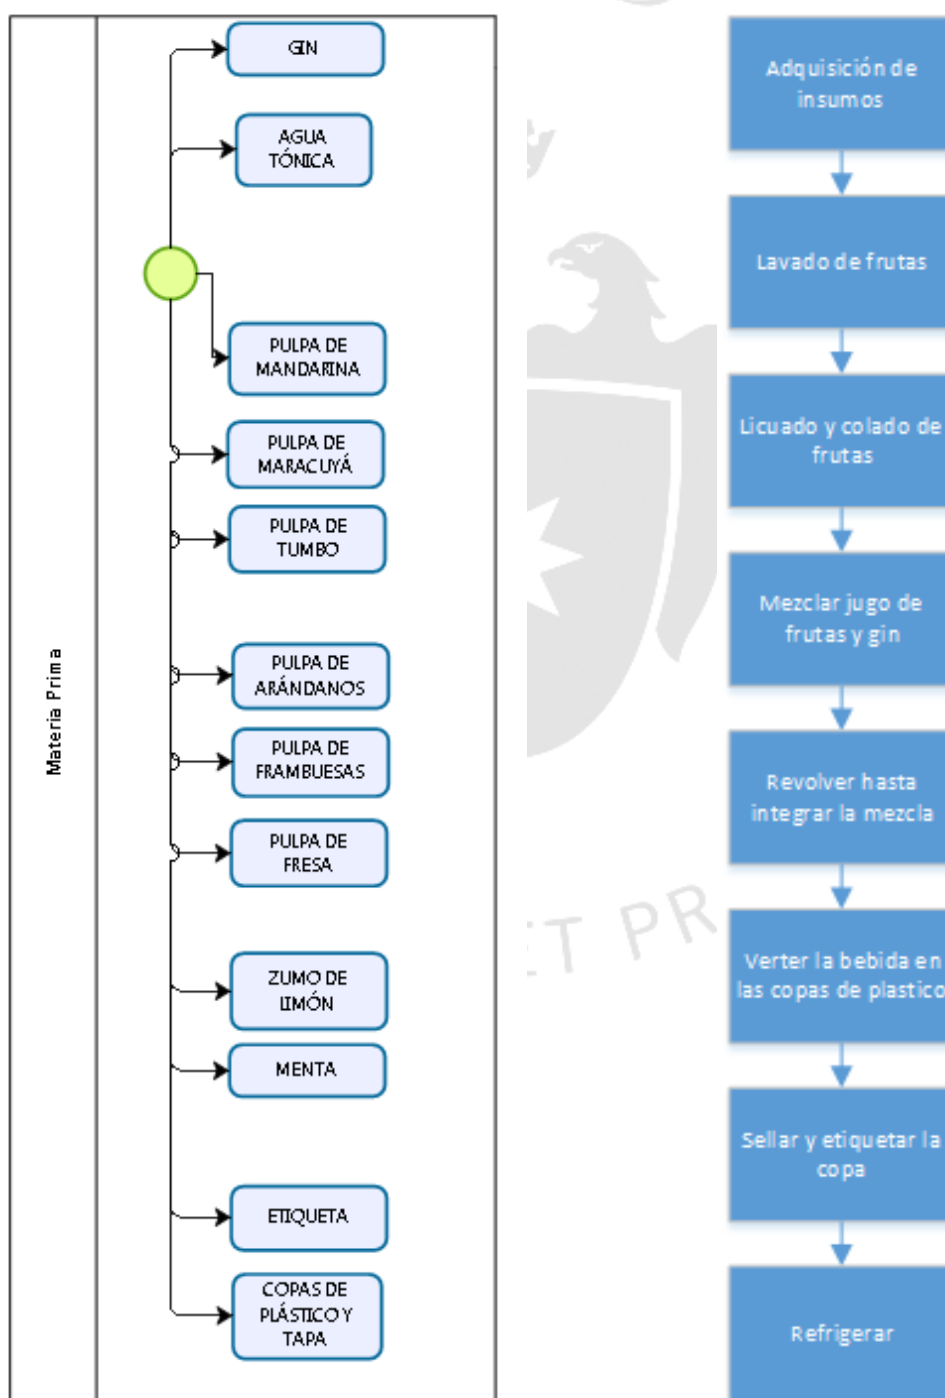 Materia Prima
GIN
AGUA
TÓNICA
PULPA DE
MANDARINA
PULPA DE
MARACUYÁ
PULPA DE
TUMBO
PULPA DE
ARÁNDANOS
PULPA DE
FRAMBUESAS
PULPA DE
FRESA
ZUMO DE
LIMÓN
MENTA
ETIQUETA
COPAS DE
PLÁSTICO Y
TAPA
ET PR
Adquisición de
insumos
Lavado de frutas
Licuado y colado de
frutas
Mezclar jugo de
frutas y gin
Revolver hasta
integrar la mezcla
Verter la bebida en
las copas de plastico
Sellar y etiquetar la
copa
Refrigerar